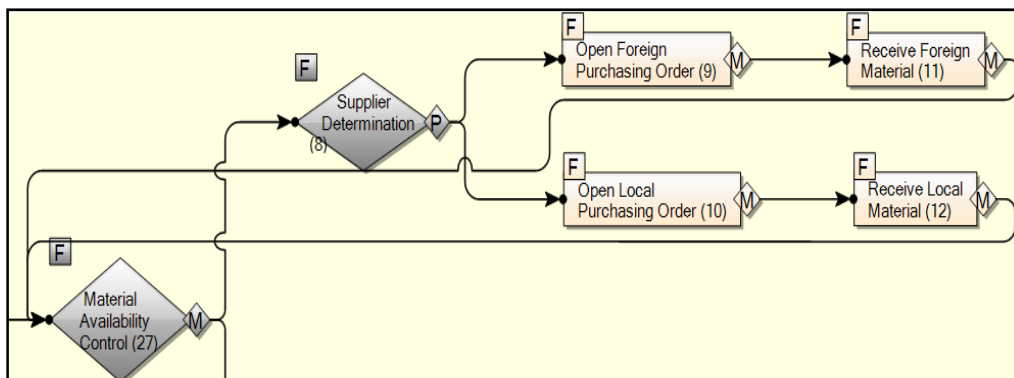 F
Open Foreign
Purchasing Order (9)
M
F
Receive Foreign
Material (11)
M
F
Supplier
Determination
(8)
P
F
Open Local
Purchasing Order (10)
M
F
Receive Local
Material (12)
M
F
Material
Availability
Control (27)
M